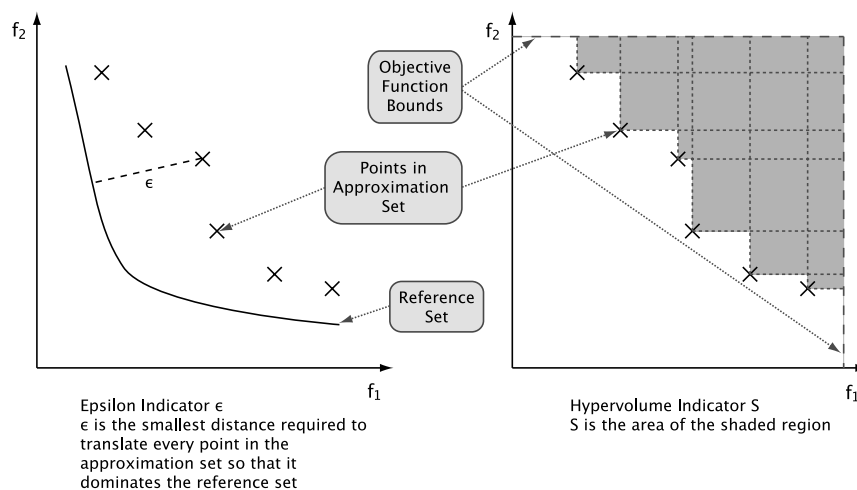 f2
ϵ
f1
Objective
Function
Bounds
Points in
Approximation
Set
Reference
Set
f2
f1
Epsilon Indicator ϵ
ϵ is the smallest distance required to
translate every point in the
approximation set so that it
dominates the reference set
Hypervolume Indicator S
S is the area of the shaded region